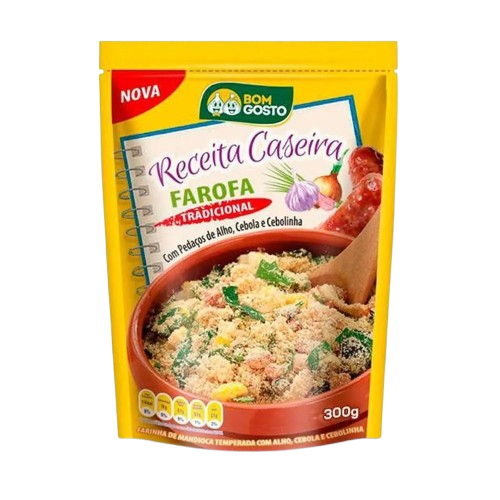 NOVA
BOM
GOSTO
Receita Caseira
FAROFA
TRADICIONAL
Com Pedaços de Alho, Cebola e Cebolinha
300g
FARINHA DE MANDIOCA TEMPERADA COM ALHO, CEBOLA E CEBOLINHA